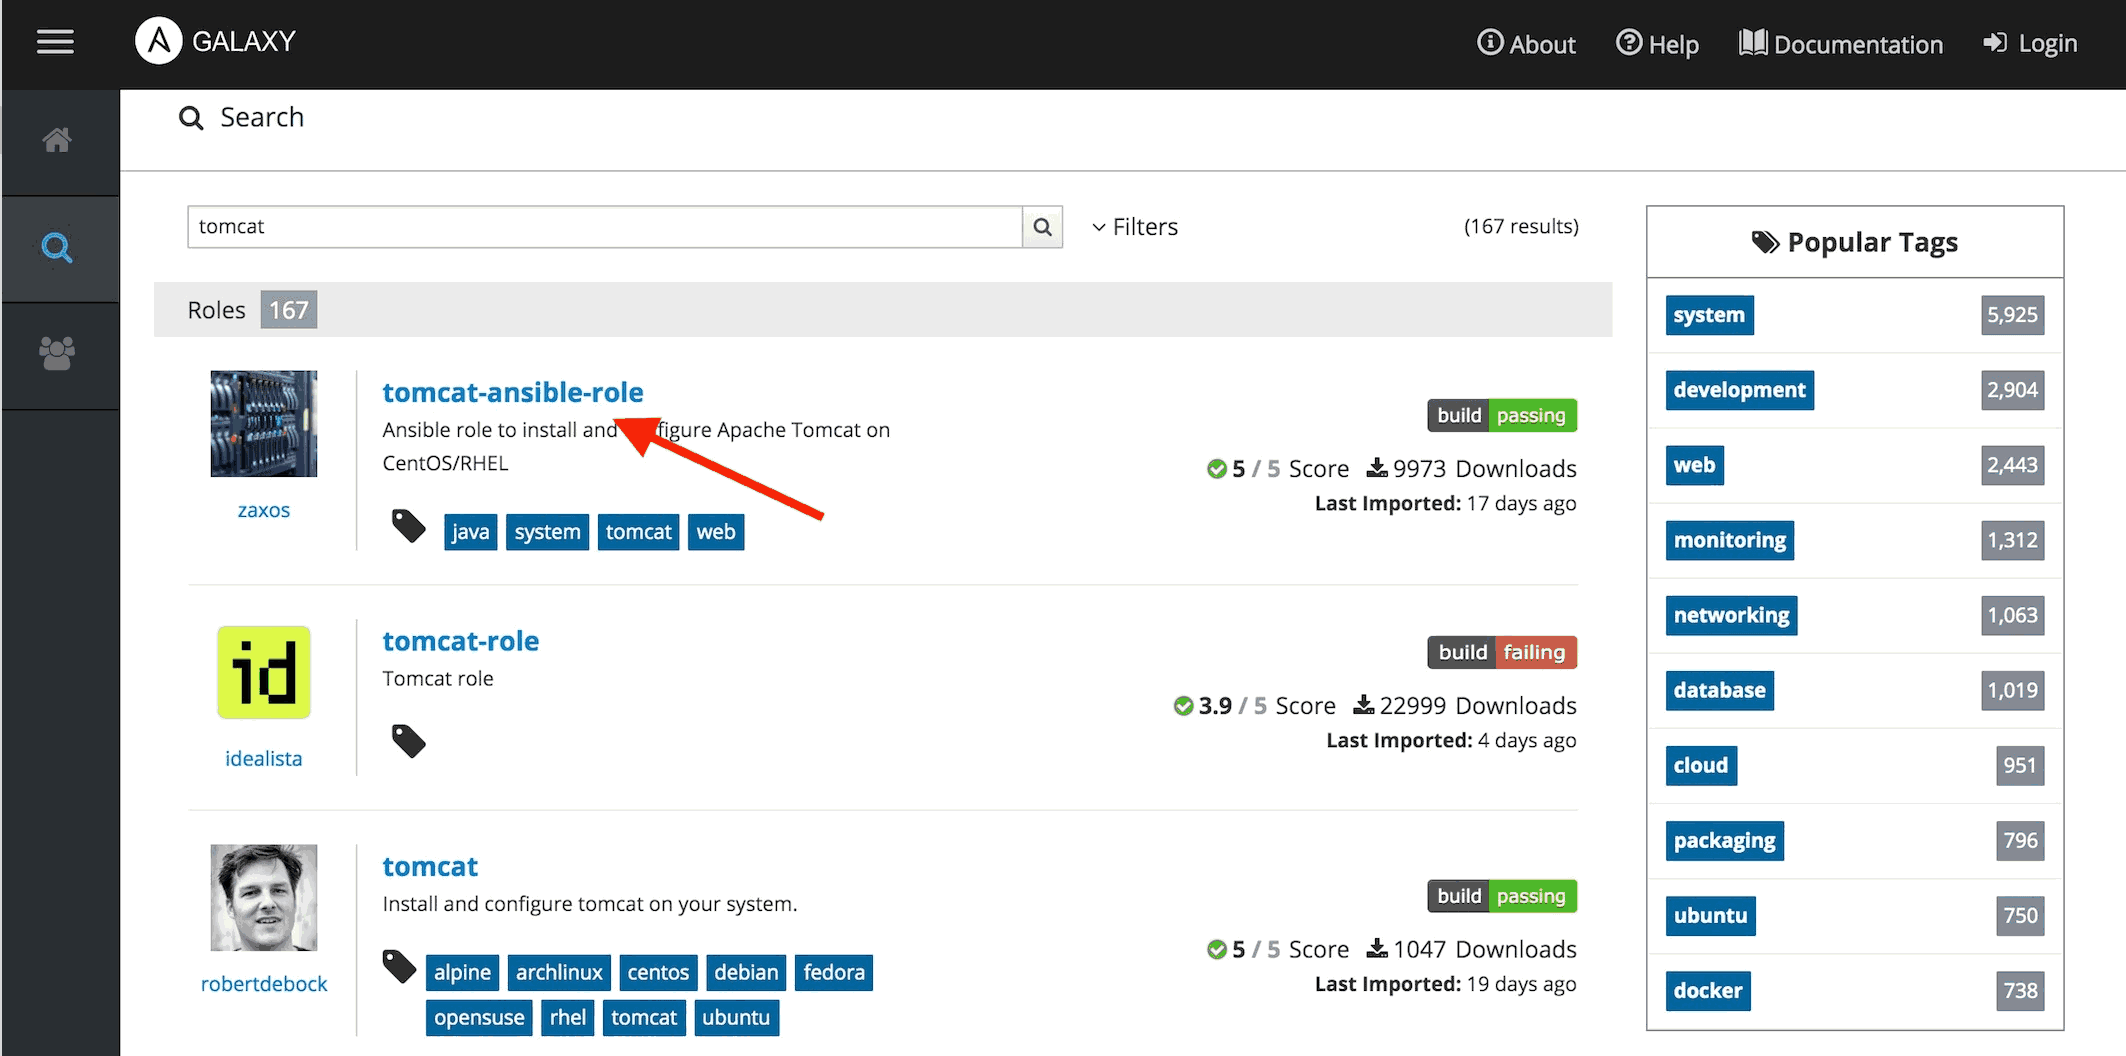 GALAXY
About
Help
Documentation
Login
Search
tomcat
Filters
(167 results)
Roles 167
tomcat-ansible-role
Ansible role to install and figure Apache Tomcat on
CentOS/RHEL
zaxos
java system tomcat web
build passing
5 / 5 Score 9973 Downloads
Last Imported: 17 days ago
tomcat-role
Tomcat role
idealista
id
build failing
3.9 / 5 Score 22999 Downloads
Last Imported: 4 days ago
tomcat
Install and configure tomcat on your system.
robertdebock
alpine archlinux centos debian fedora
opensuse rhel tomcat ubuntu
build passing
5 / 5 Score 1047 Downloads
Last Imported: 19 days ago
Popular Tags
system 5,925
development 2,904
web 2,443
monitoring 1,312
networking 1,063
database 1,019
cloud 951
packaging 796
ubuntu 750
docker 738